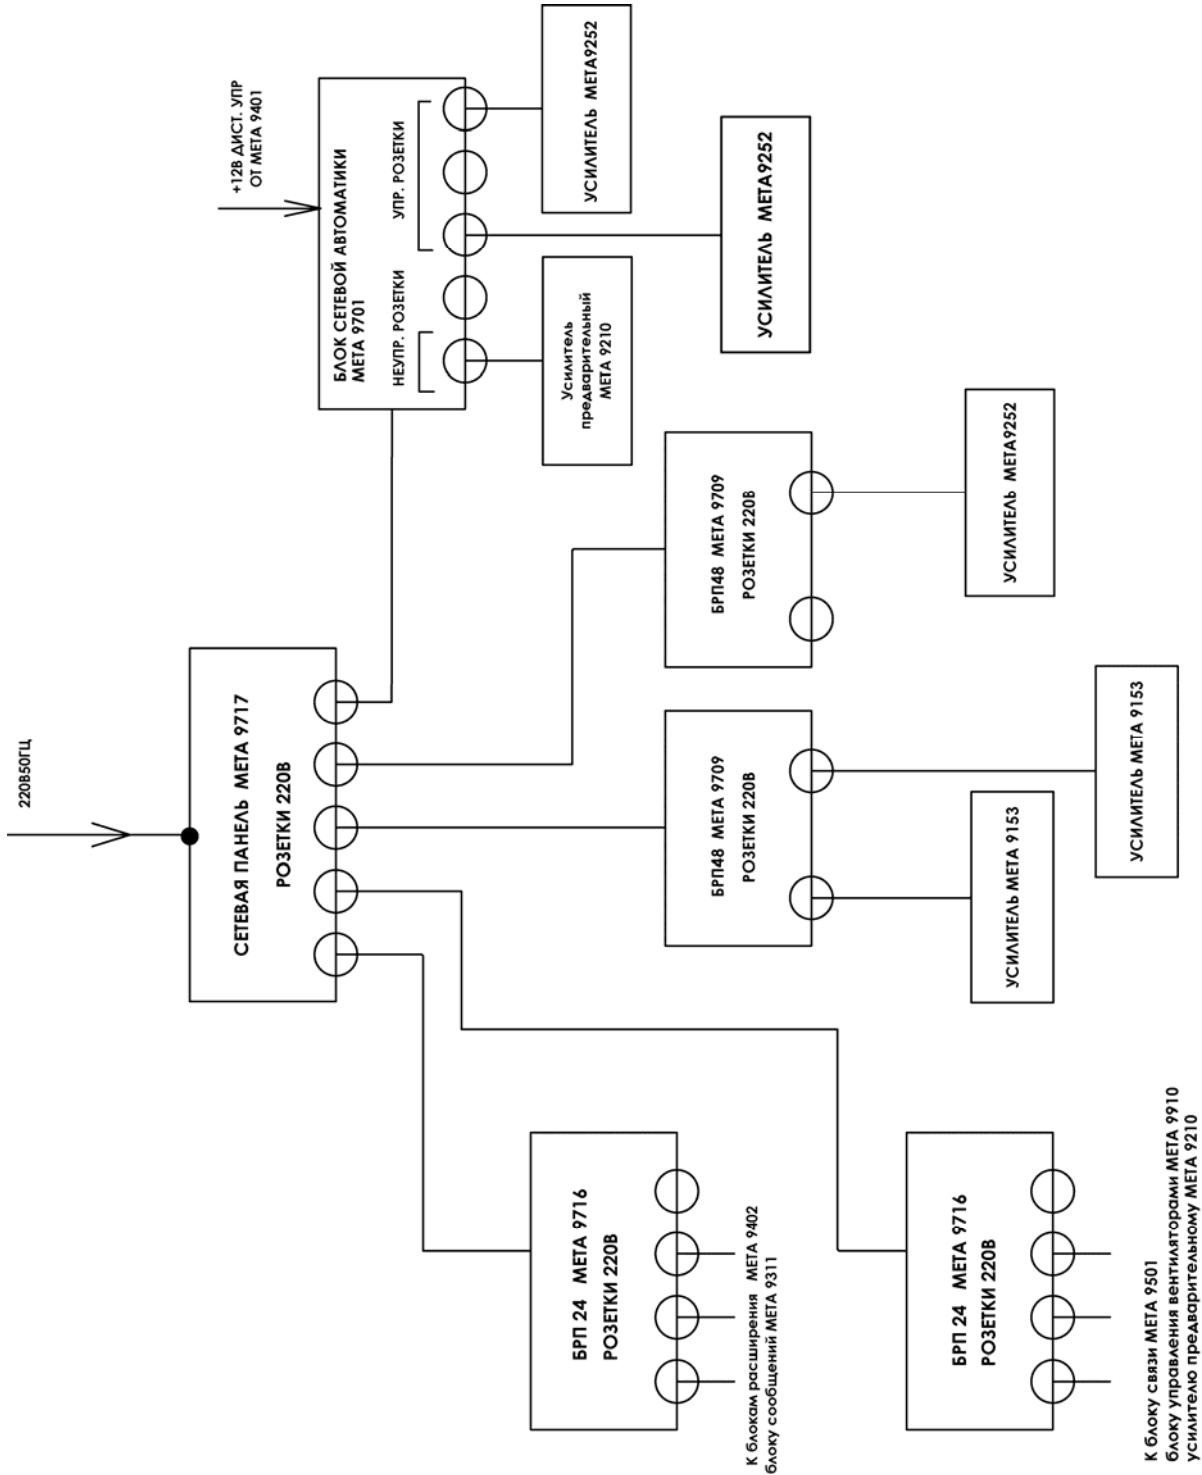 220В50ГЦ
СЕТЕВАЯ ПАНЕЛЬ МЕТА 9717
РОЗЕТКИ 220В
+12В ДИСТ. УПР
ОТ МЕТА 9401
БЛОК СЕТЕВОЙ АВТОМАТИКИ
МЕТА 9701
НЕУПР. РОЗЕТКИ
УПР. РОЗЕТКИ
Усилитель
предварительный
МЕТА 9210
УСИЛИТЕЛЬ МЕТА9252
УСИЛИТЕЛЬ МЕТА9252
БРП 24 МЕТА 9716
РОЗЕТКИ 220В
К блокам расширения МЕТА 9402
блоку сообщений МЕТА 9311
БРП48 МЕТА 9709
РОЗЕТКИ 220В
БРП48 МЕТА 9709
РОЗЕТКИ 220В
УСИЛИТЕЛЬ МЕТА 9153
УСИЛИТЕЛЬ МЕТА 9153
УСИЛИТЕЛЬ МЕТА9252
БРП 24 МЕТА 9716
РОЗЕТКИ 220В
К блоку связи МЕТА 9501
блоку управления вентиляторами МЕТА 9910
усилителю предварительному МЕТА 9210